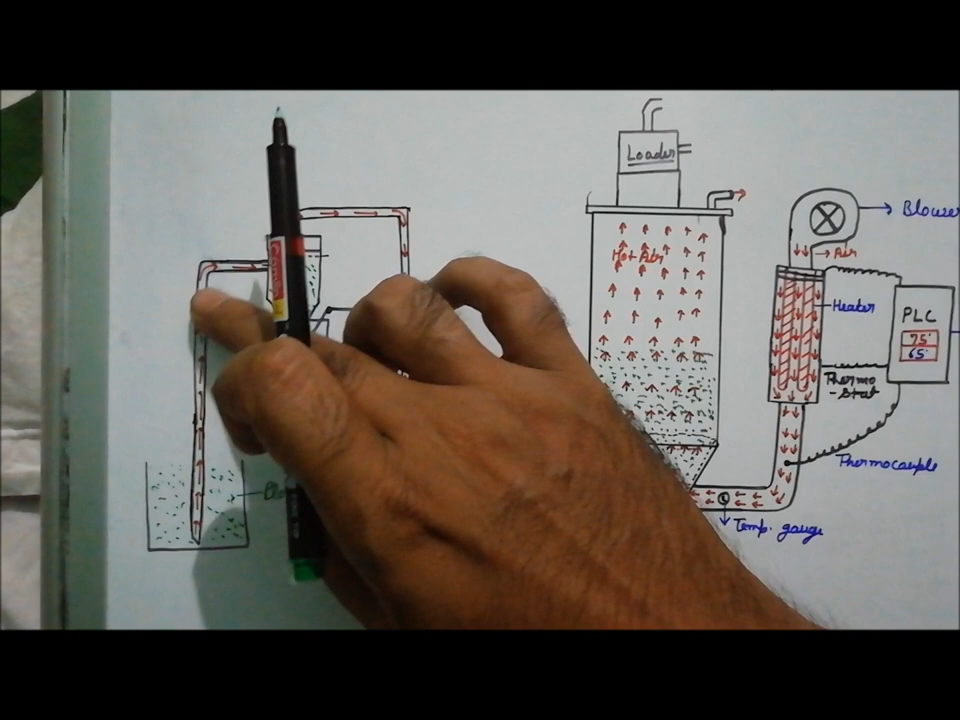 Loader
Blower
Hot Air
Air
Heater
PLC
75°
65°
Thermo
-Stat
Thermocouple
Temp. gauge